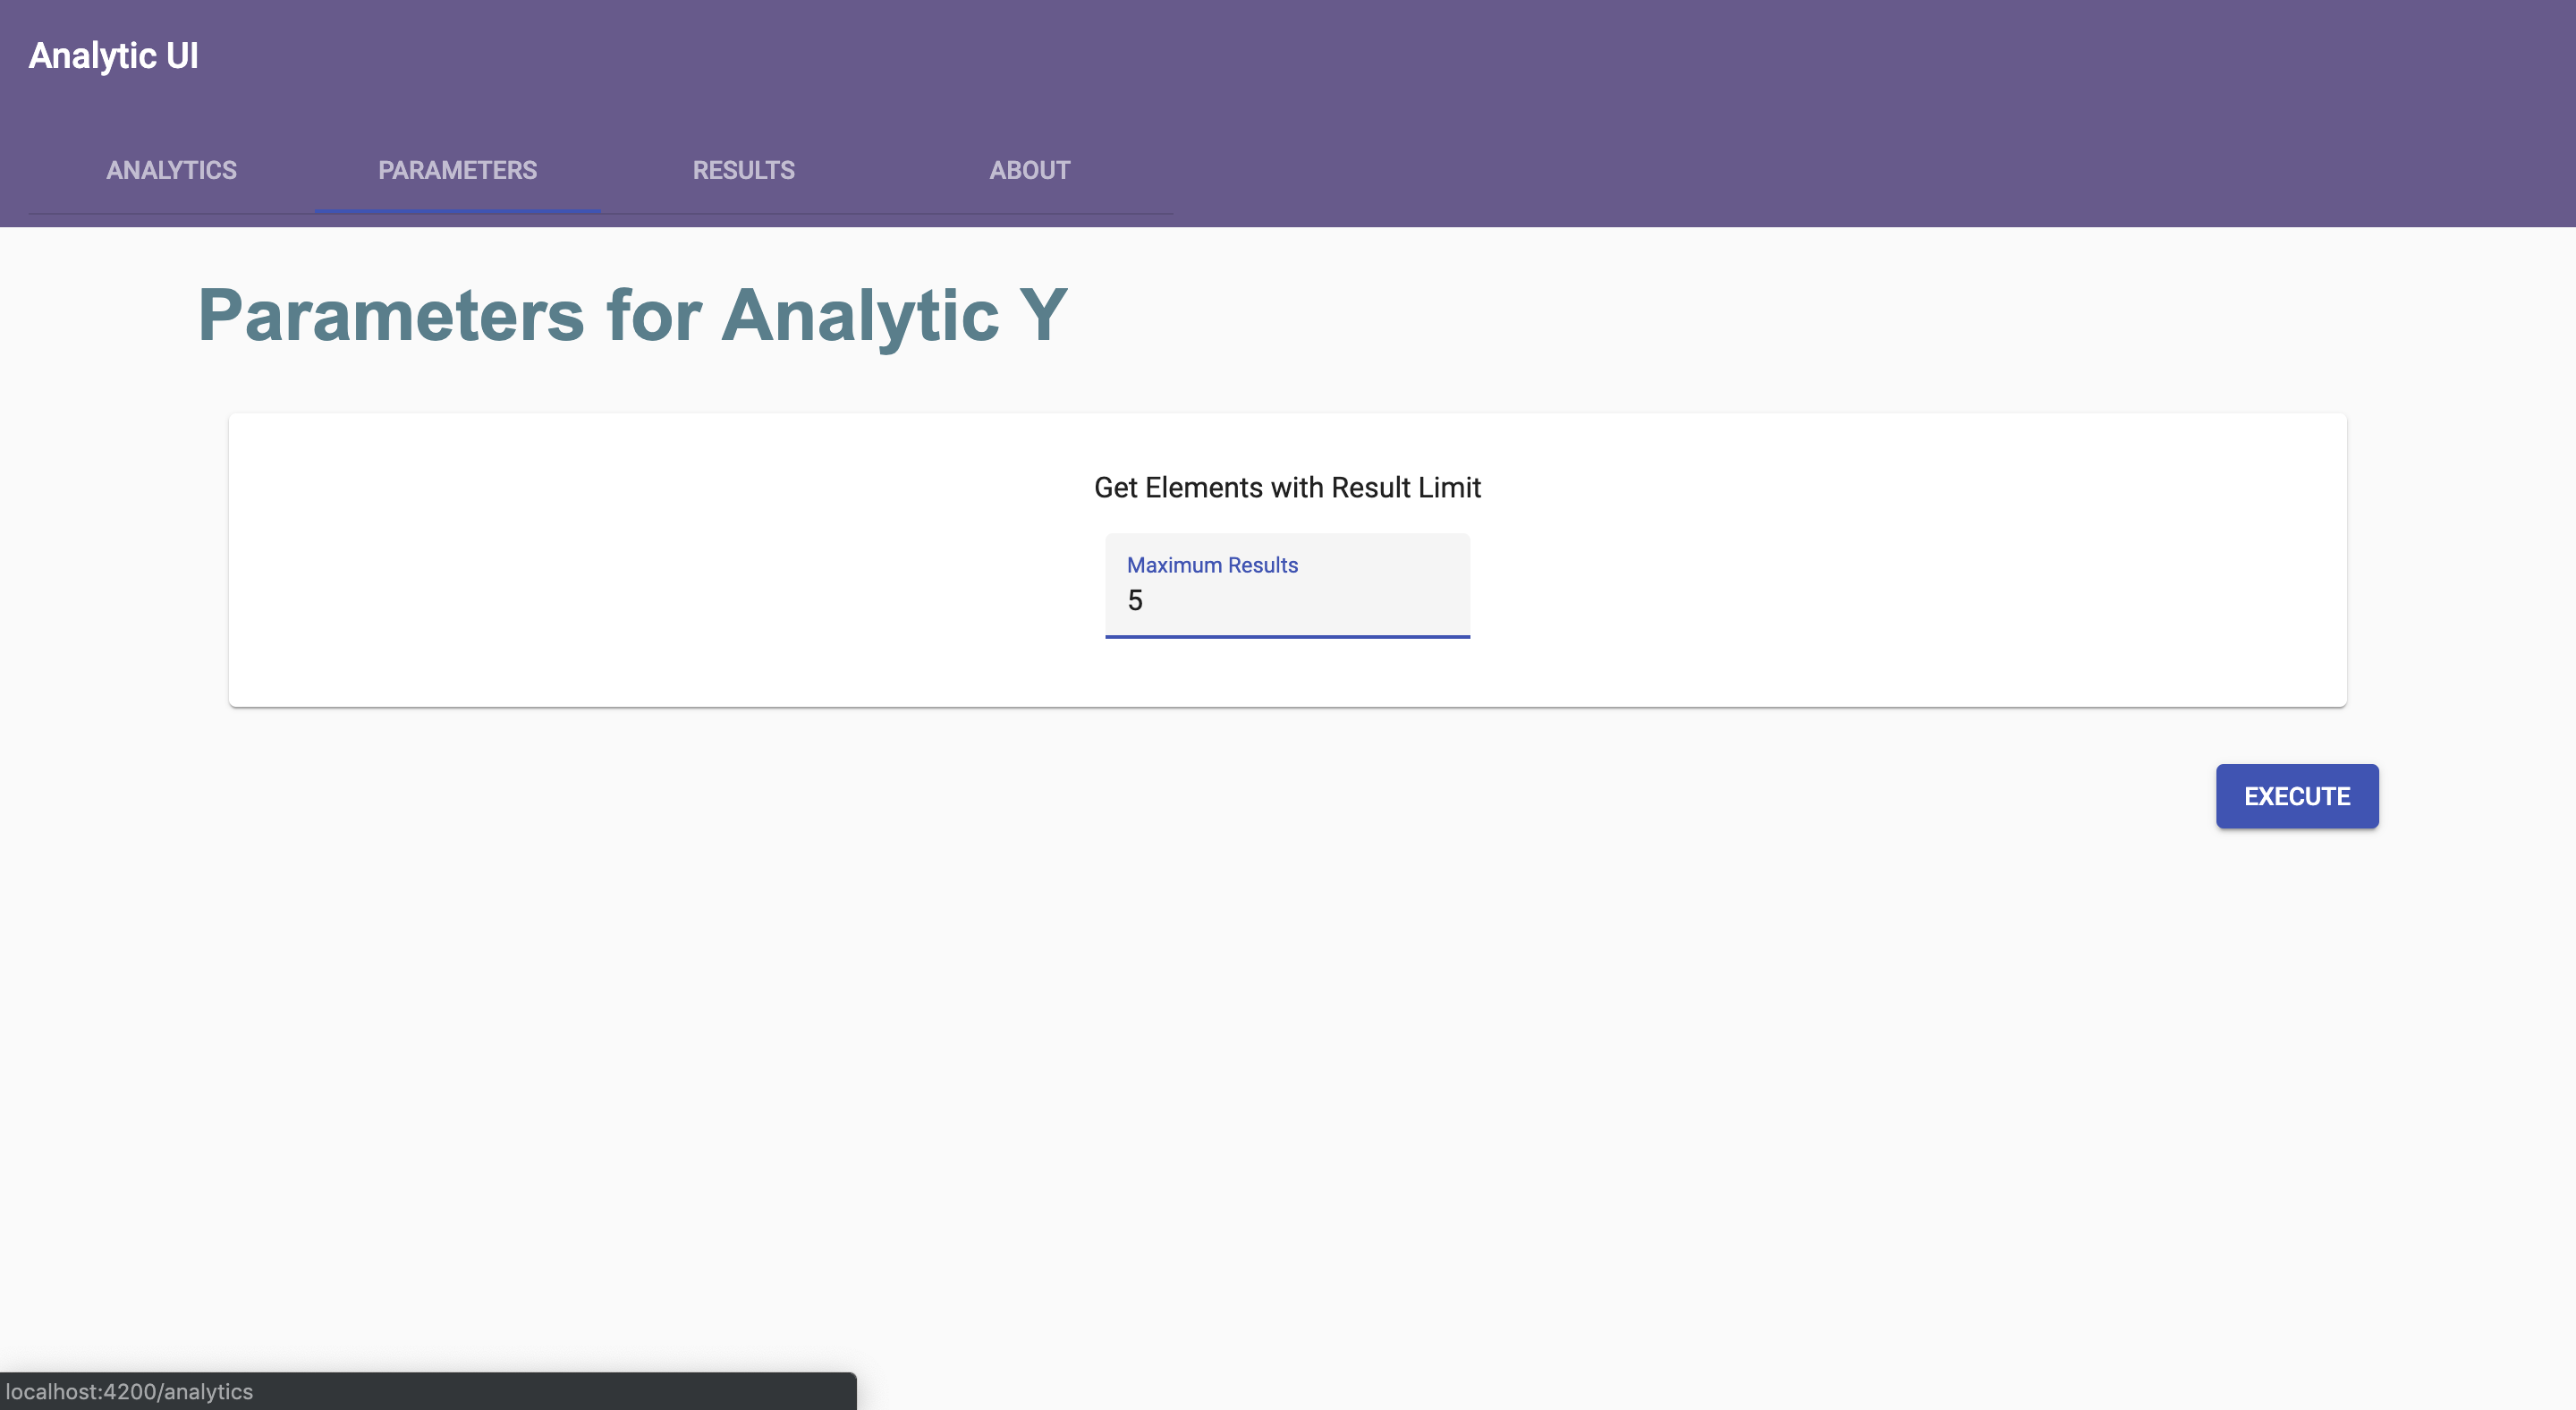 Analytic UI
ANALYTICS PARAMETERS RESULTS ABOUT
Parameters for Analytic Y
Get Elements with Result Limit
Maximum Results
5
EXECUTE
localhost:4200/analytics